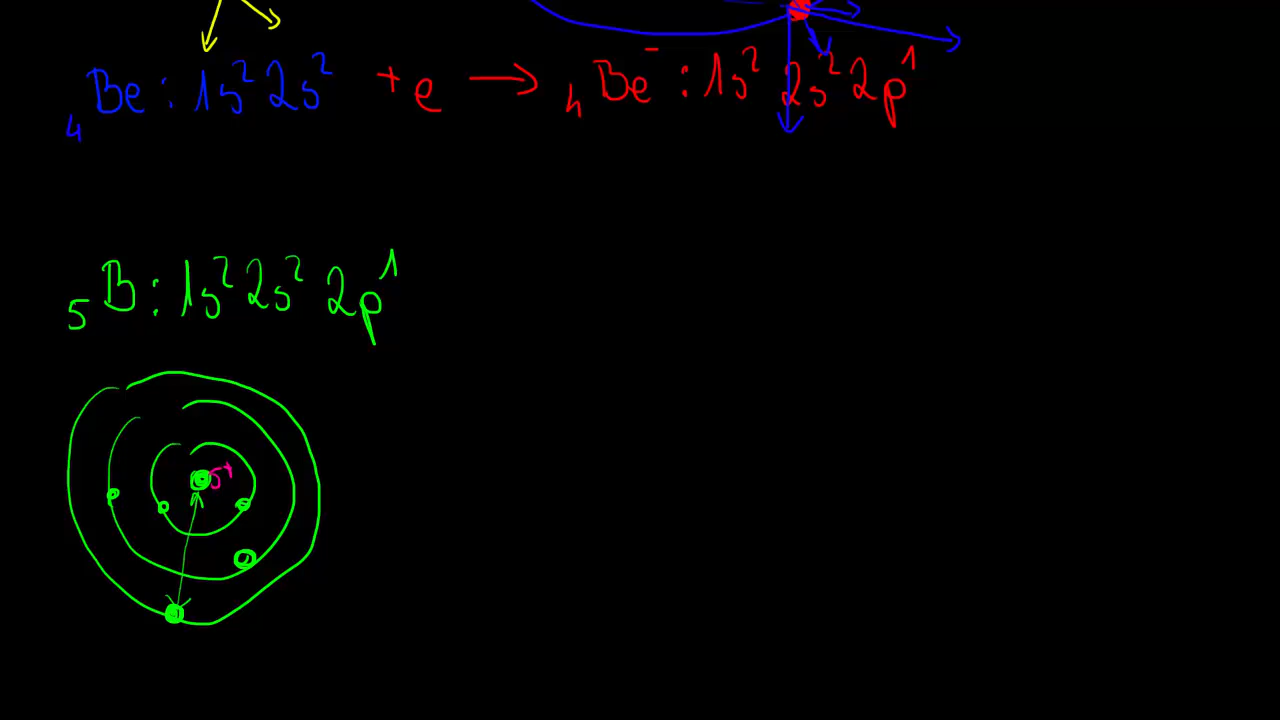 ₄Be : 1s² 2s² + e → ₄Be⁻ : 1s² 2s² 2p¹
₅B : 1s² 2s² 2p¹
5⁺